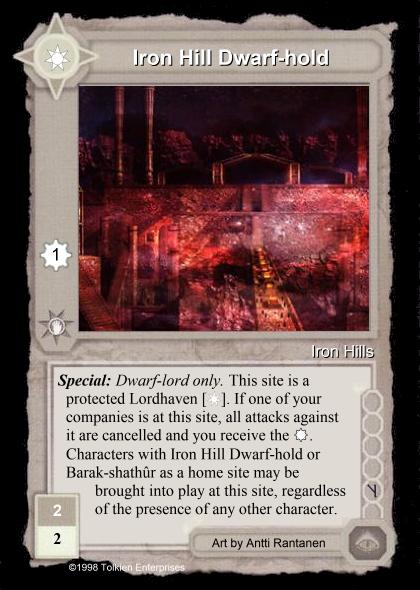 Iron Hill Dwarf-hold
1
Iron Hills
Special: Dwarf-lord only. This site is a
protected Lordhaven [ ]. If one of your
companies is at this site, all attacks against
it are cancelled and you receive the .
Characters with Iron Hill Dwarf-hold or
Barak-shathûr as a home site may be
brought into play at this site, regardless
of the presence of any other character.
2
2
Art by Antti Rantanen
©1998 Tolkien Enterprises